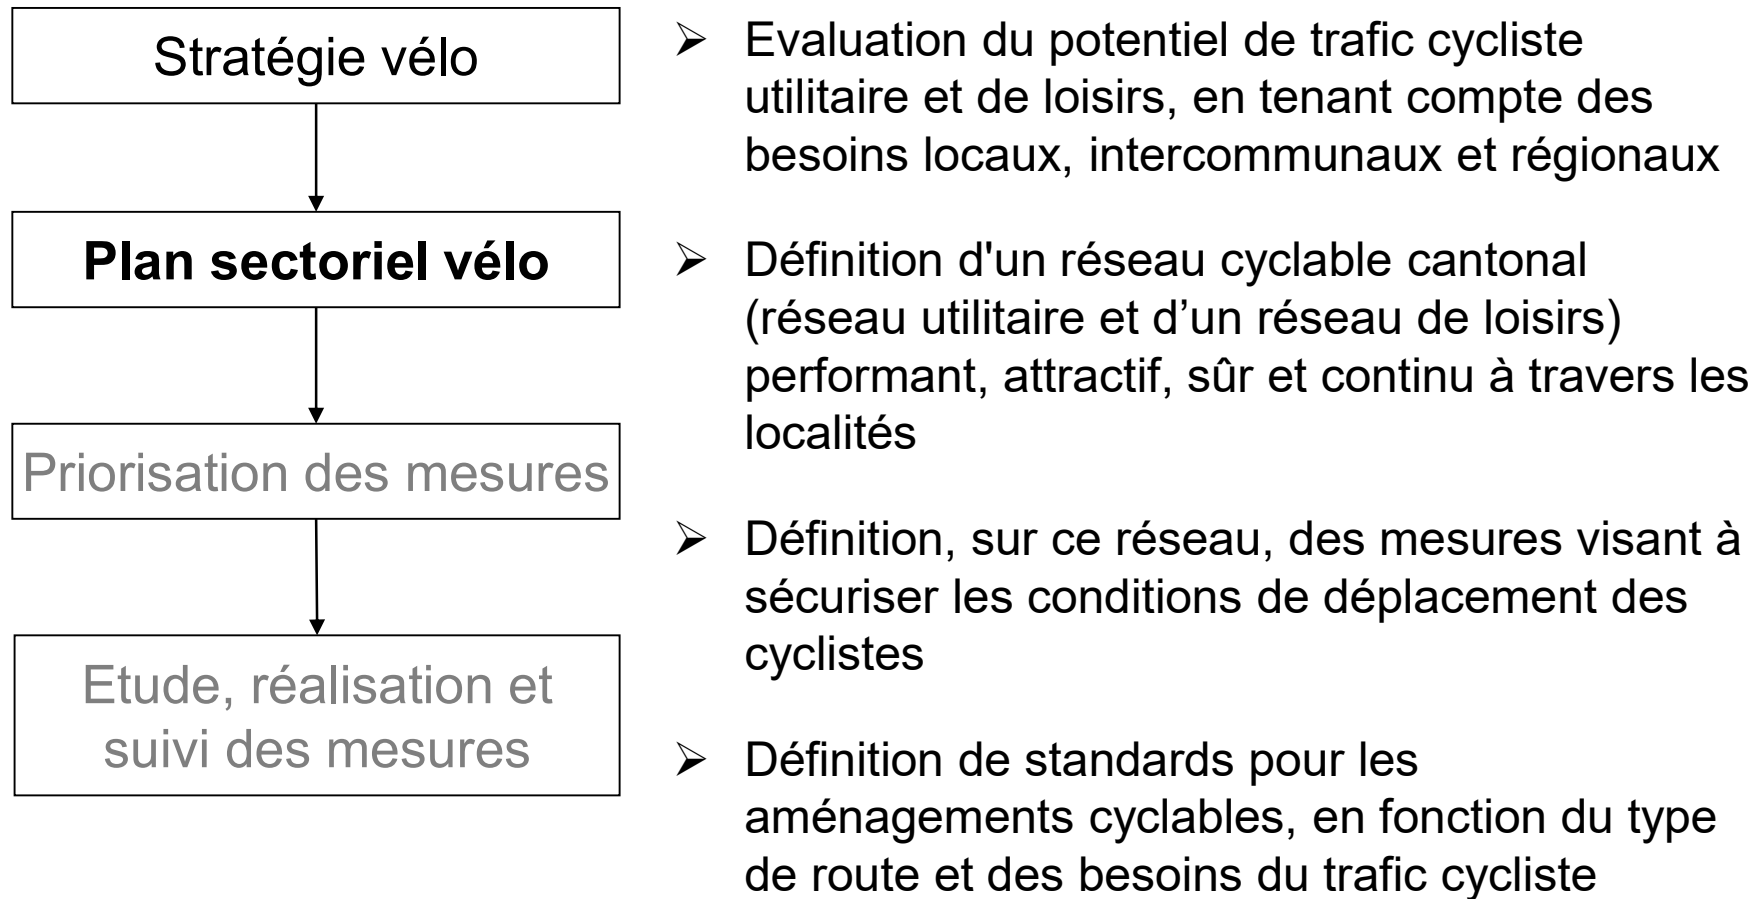 Stratégie vélo
Plan sectoriel vélo
Priorisation des mesures
Etude, réalisation et
suivi des mesures
➢ Evaluation du potentiel de trafic cycliste
utilitaire et de loisirs, en tenant compte des
besoins locaux, intercommunaux et régionaux
➢ Définition d'un réseau cyclable cantonal
(réseau utilitaire et d’un réseau de loisirs)
performant, attractif, sûr et continu à travers les
localités
➢ Définition, sur ce réseau, des mesures visant à
sécuriser les conditions de déplacement des
cyclistes
➢ Définition de standards pour les
aménagements cyclables, en fonction du type
de route et des besoins du trafic cycliste